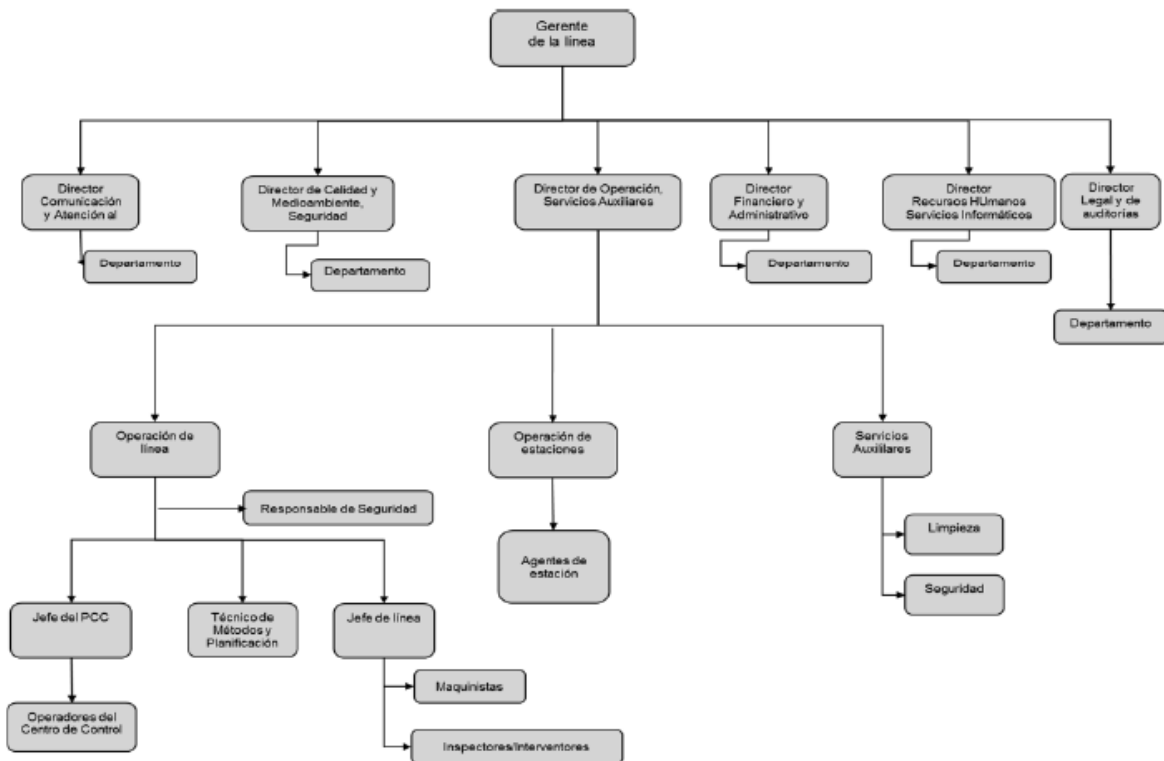 Gerente
de la línea
Director
Comunicación
y Atención al
Director de Calidad y
Medioambiente,
Seguridad
Director de Operación,
Servicios Auxiliares
Director
Financiero y
Administrativo
Director
Recursos HUmanos
Servicios Informáticos
Director
Legal y de
auditorías
Departamento
Departamento
Departamento
Departamento
Departamento
Operación de
línea
Operación de
estaciones
Servicios
Auxiliares
Responsable de Seguridad
Agentes de
estación
Limpieza
Seguridad
Jefe del PCC
Técnico de
Métodos y
Planificación
Jefe de línea
Maquinistas
Operadores del
Centro de Control
Inspectores/Interventores